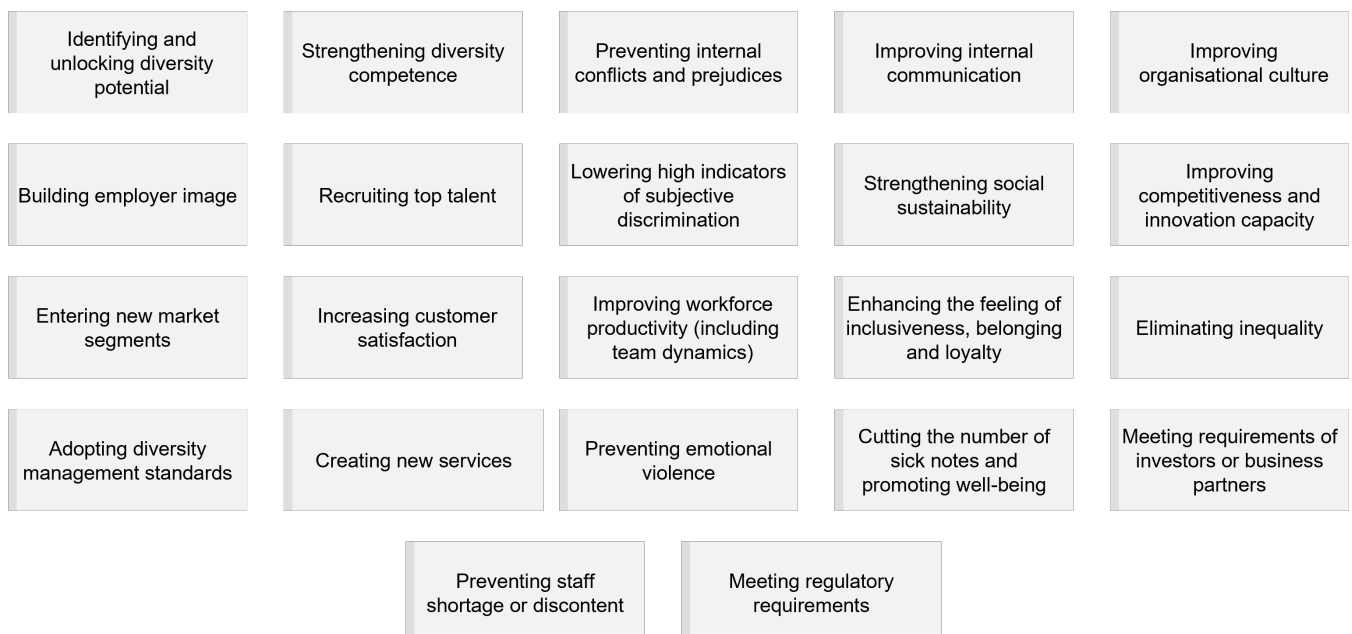 Identifying and
unlocking diversity
potential
Strengthening diversity
competence
Preventing internal
conflicts and prejudices
Improving internal
communication
Improving
organisational culture
Building employer image
Recruiting top talent
Lowering high indicators
of subjective
discrimination
Strengthening social
sustainability
Improving
competitiveness and
innovation capacity
Entering new market
segments
Increasing customer
satisfaction
Improving workforce
productivity (including
team dynamics)
Enhancing the feeling of
inclusiveness, belonging
and loyalty
Eliminating inequality
Adopting diversity
management standards
Creating new services
Preventing emotional
violence
Cutting the number of
sick notes and
promoting well-being
Meeting requirements of
investors or business
partners
Preventing staff
shortage or discontent
Meeting regulatory
requirements